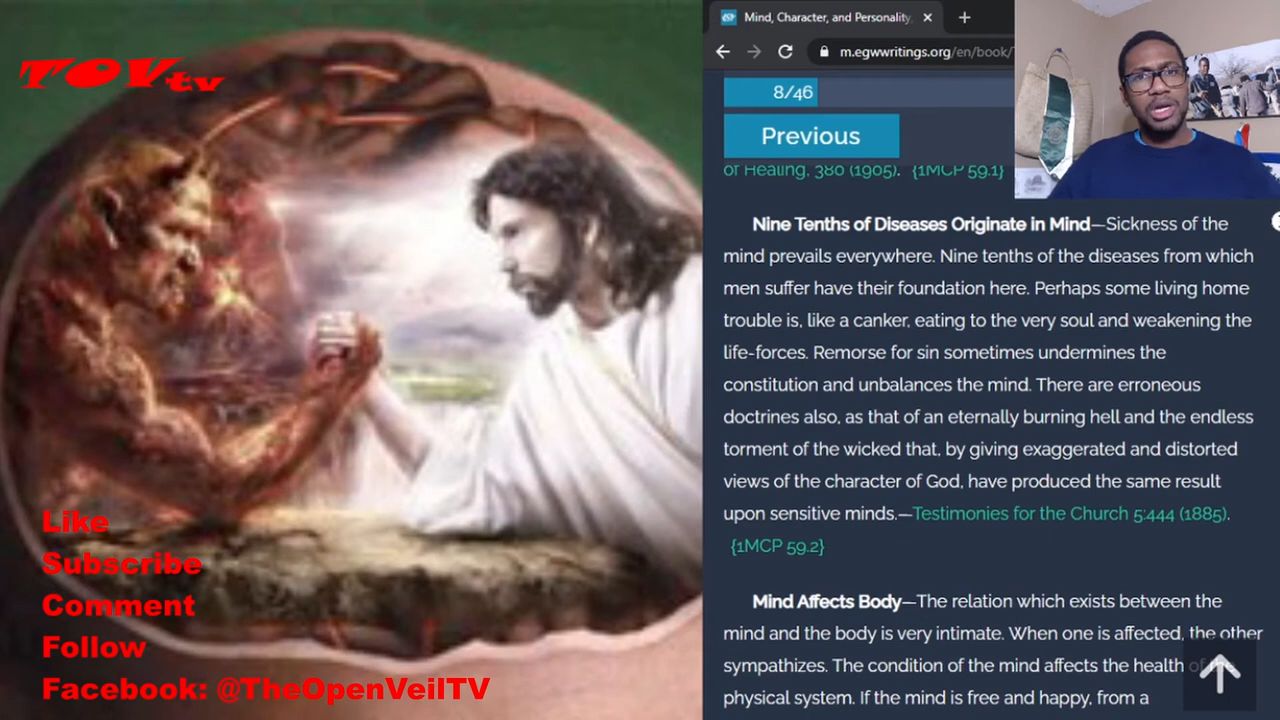 TOVtv
Like
Subscribe
Comment
Follow
Facebook: @TheOpenVeilTV
Mind, Character, and Personality,
m.egwwritings.org/en/book/
8/46
Previous
of Healing, 380 (1905). {1MCP 59.1}
Nine Tenths of Diseases Originate in Mind—Sickness of the
mind prevails everywhere. Nine tenths of the diseases from which
men suffer have their foundation here. Perhaps some living home
trouble is, like a canker, eating to the very soul and weakening the
life-forces. Remorse for sin sometimes undermines the
constitution and unbalances the mind. There are erroneous
doctrines also, as that of an eternally burning hell and the endless
torment of the wicked that, by giving exaggerated and distorted
views of the character of God, have produced the same result
upon sensitive minds.—Testimonies for the Church 5:444 (1885).
{1MCP 59.2}
Mind Affects Body—The relation which exists between the
mind and the body is very intimate. When one is affected, the other
sympathizes. The condition of the mind affects the health of the
physical system. If the mind is free and happy, from a